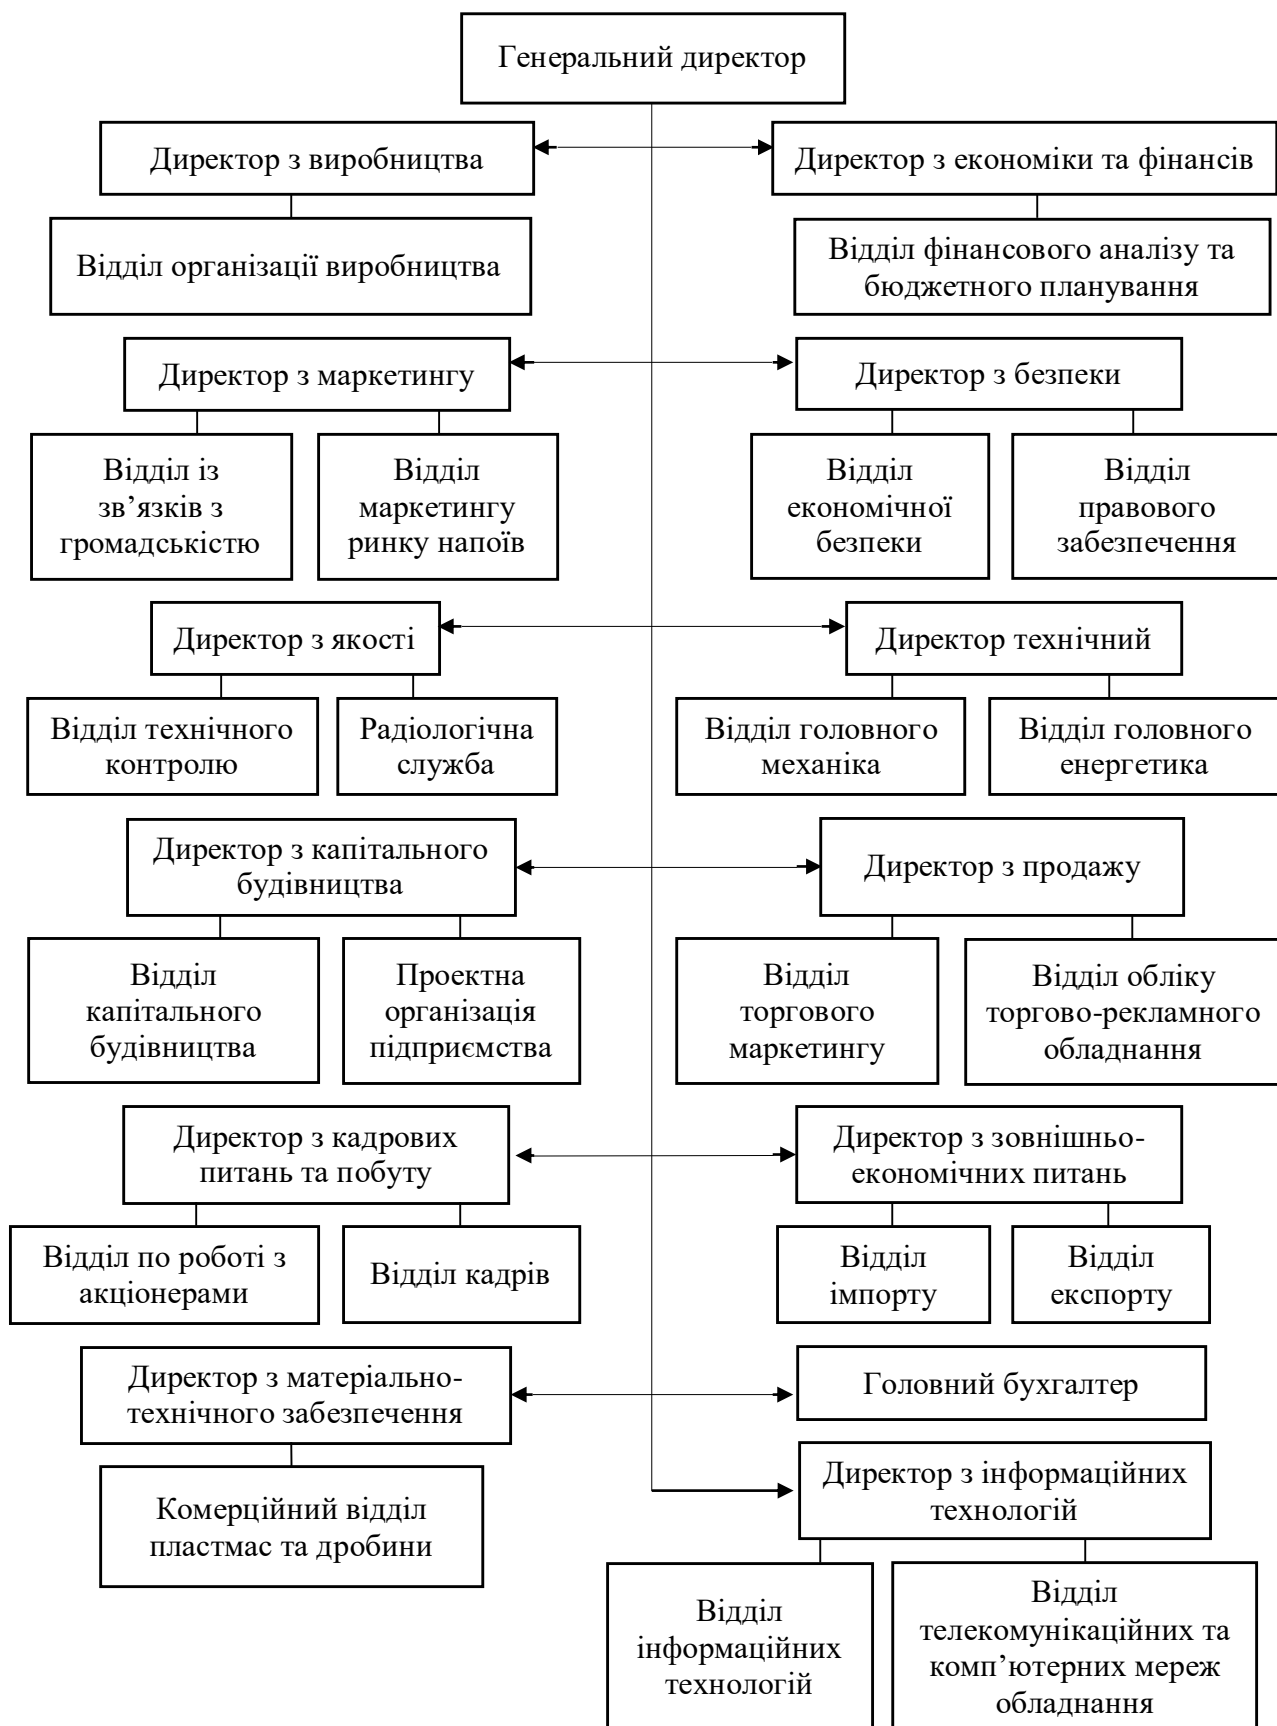 Генеральний директор
Директор з виробництва
Директор з економіки та фінансів
Відділ організації виробництва
Відділ фінансового аналізу та
бюджетного планування
Директор з маркетингу
Директор з безпеки
Відділ із
зв’язків з
громадськістю
Відділ
маркетингу
ринку напоїв
Відділ
економічної
безпеки
Відділ
правового
забезпечення
Директор з якості
Директор технічний
Відділ технічного
контролю
Радіологічна
служба
Відділ головного
механіка
Відділ головного
енергетика
Директор з капітального
будівництва
Директор з продажу
Відділ
капітального
будівництва
Проектна
організація
підприємства
Відділ
торгового
маркетингу
Відділ обліку
торгово-рекламного
обладнання
Директор з кадрових
питань та побуту
Директор з зовнішньо-
економічних питань
Відділ по роботі з
акціонерами
Відділ кадрів
Відділ
імпорту
Відділ
експорту
Директор з матеріально-
технічного забезпечення
Головний бухгалтер
Комерційний відділ
пластмас та дробини
Директор з інформаційних
технологій
Відділ
інформаційних
технологій
Відділ
телекомунікаційних та
комп’ютерних мереж
обладнання